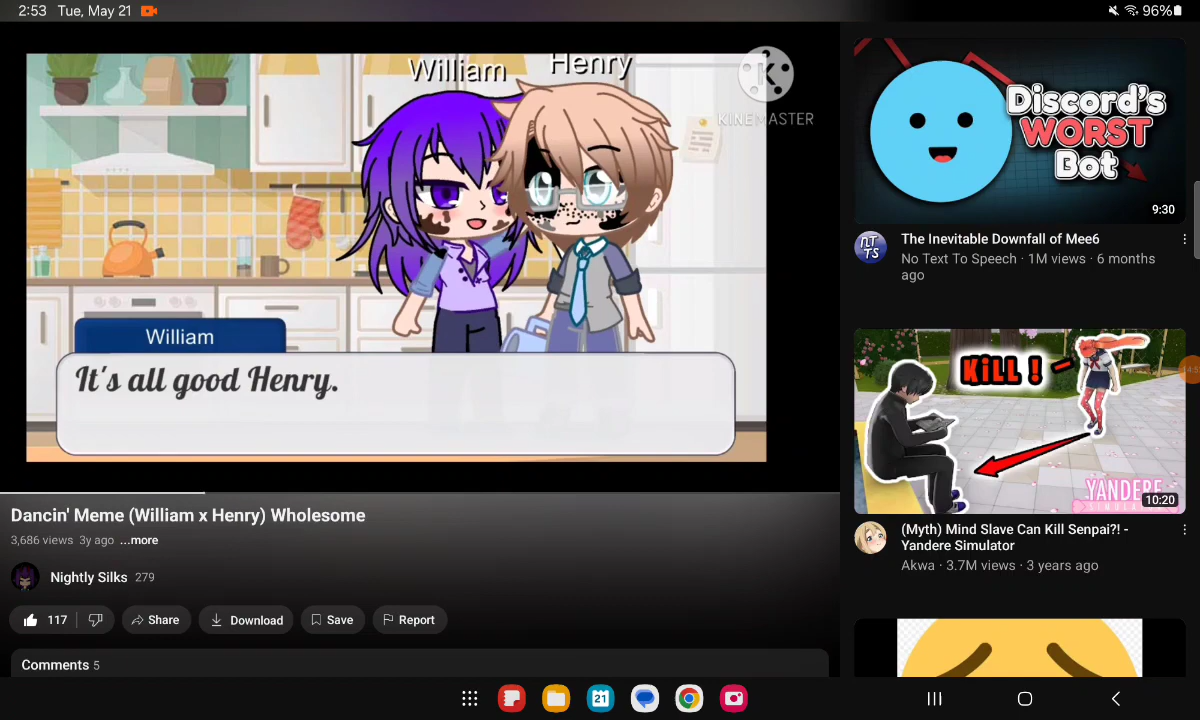 2:53 Tue, May 21
96%
William
Henry
K
KINEMASTER
William
It's all good Henry.
Dancin' Meme (William x Henry) Wholesome
3,686 views 3y ago ...more
Nightly Silks 279
117
Share
Download
Save
Report
Comments 5
Discord's
WORST
Bot
9:30
NT
TS
The Inevitable Downfall of Mee6
No Text To Speech · 1M views · 6 months
ago
KiLL !
YANDERE
10:20
(Myth) Mind Slave Can Kill Senpai?! -
Yandere Simulator
Akwa · 3.7M views · 3 years ago
21